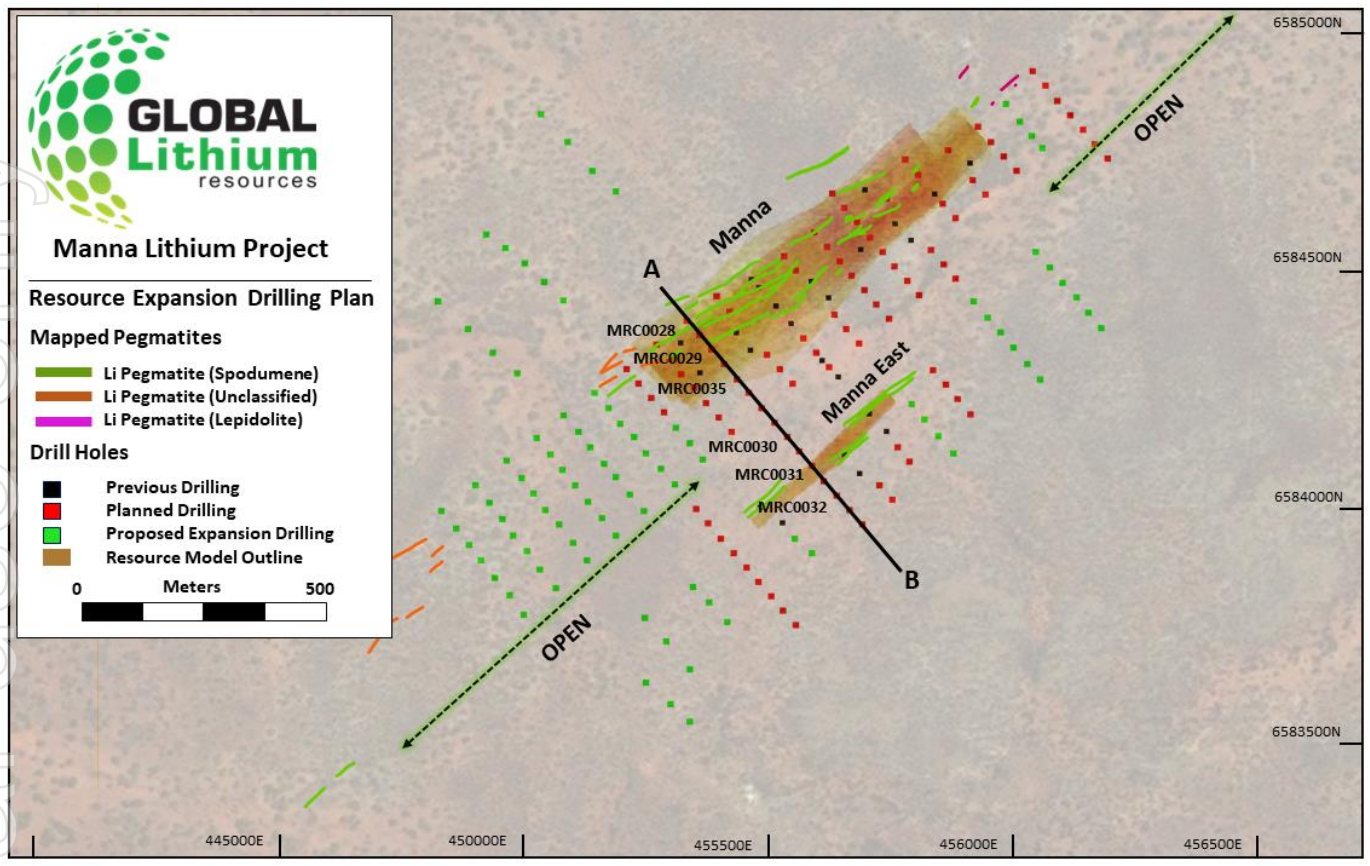 GLOBAL
Lithium
resources
Manna Lithium Project
Resource Expansion Drilling Plan
Mapped Pegmatites
Li Pegmatite (Spodumene)
Li Pegmatite (Unclassified)
Li Pegmatite (Lepidolite)
Drill Holes
Previous Drilling
Planned Drilling
Proposed Expansion Drilling
Resource Model Outline
0 Meters 500
6585000N
OPEN
Manna
A
6584500N
MRC0028
MRC0029
MRC0035
Manna East
MRC0030
MRC0031
MRC0032
6584000N
B
OPEN
6583500N
445000E
450000E
455500E
456000E
456500E